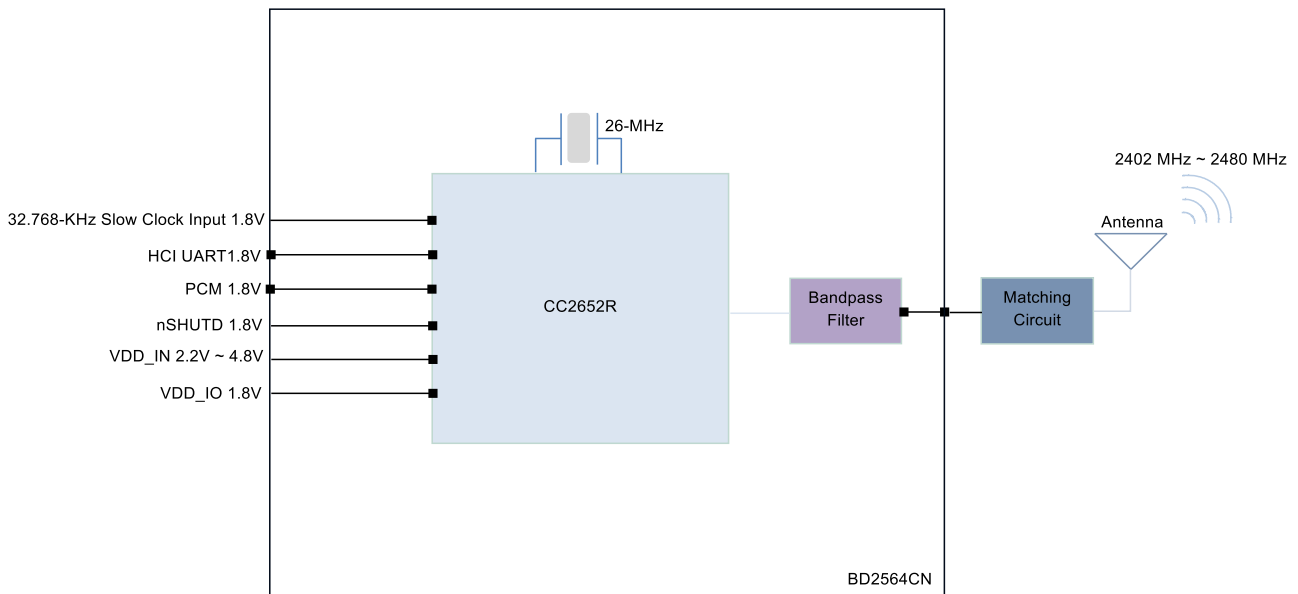 26-MHz
2402 MHz ~ 2480 MHz
32.768-KHz Slow Clock Input 1.8V
Antenna
HCI UART1.8V
PCM 1.8V
nSHUTD 1.8V
VDD_IN 2.2V ~ 4.8V
VDD_IO 1.8V
CC2652R
Bandpass
Filter
Matching
Circuit
BD2564CN